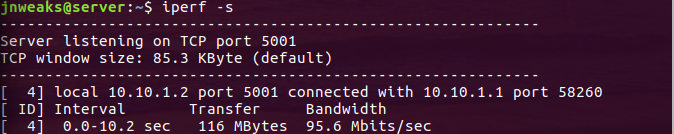 jnweaks@server:~$ iperf -s
------------------------------------------------------------
Server listening on TCP port 5001
TCP window size: 85.3 KByte (default)
------------------------------------------------------------
[  4] local 10.10.1.2 port 5001 connected with 10.10.1.1 port 58260
[ ID] Interval       Transfer     Bandwidth
[  4]  0.0-10.2 sec   116 MBytes  95.6 Mbits/sec